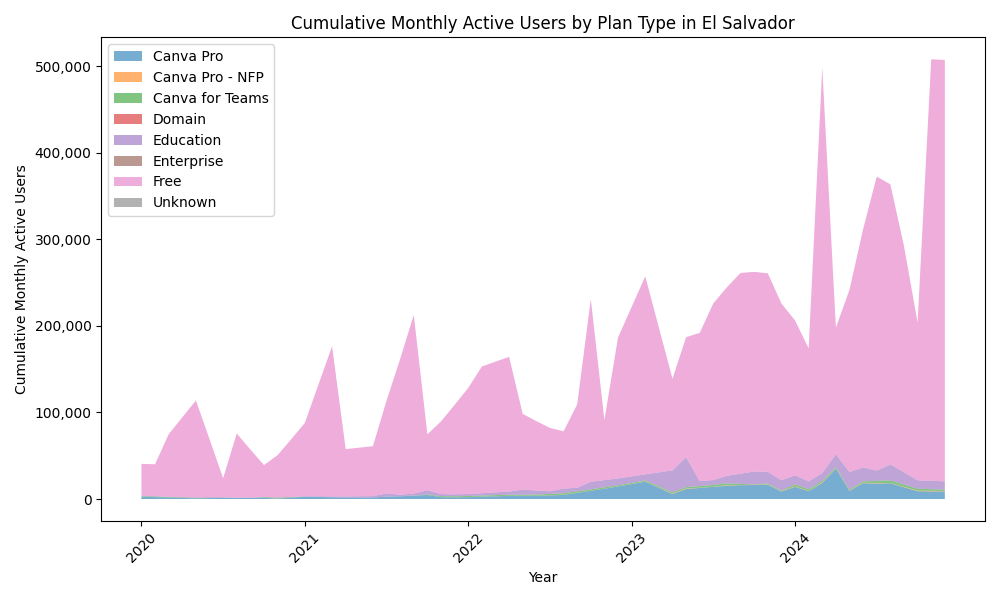 Cumulative Monthly Active Users by Plan Type in El Salvador
Canva Pro
Canva Pro - NFP
Canva for Teams
Domain
Education
Enterprise
Free
Unknown
Cumulative Monthly Active Users
500,000
400,000
300,000
200,000
100,000
0
2020
2021
2022
2023
2024
Year